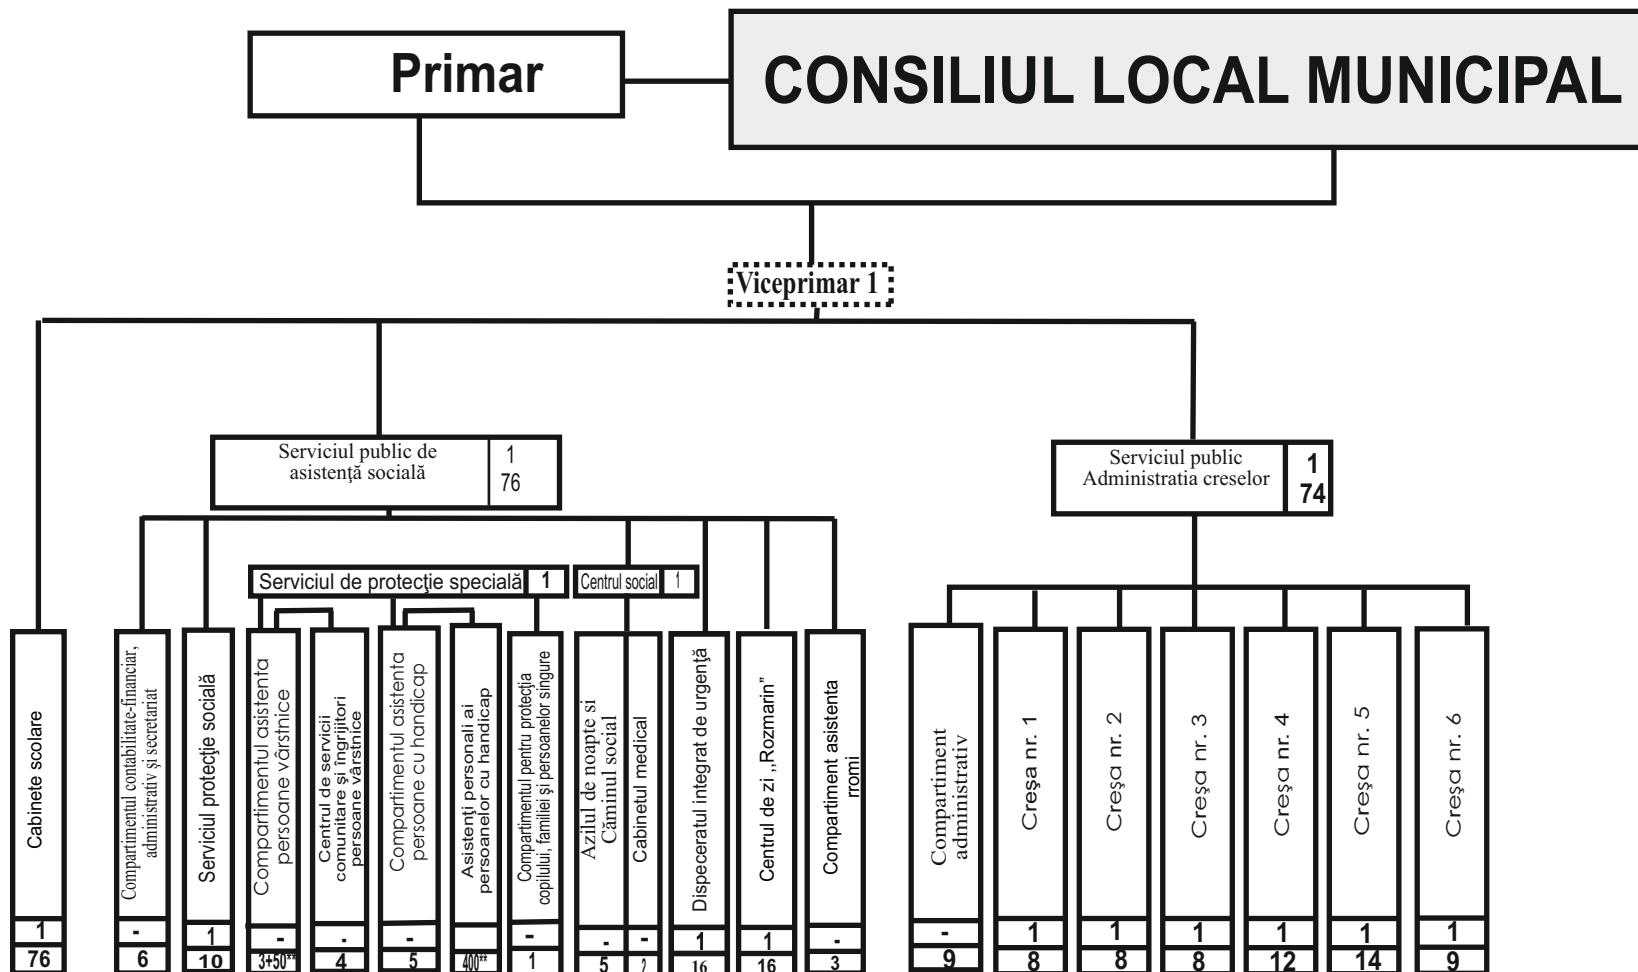 Primar
CONSILIUL LOCAL MUNICIPAL
Viceprimar 1
Serviciul public de
asistenţă socială
1
76
Serviciul public
Administratia creselor
1
74
Serviciul de protecţie specială
1
Centrul social
1
Cabinete scolare
1
76
Compartimentul contabilitate-financiar,
administrativ şi secretariat
-
6
Serviciul protecţie socială
1
10
Compartimentul asistenta
persoane vârstnice
-
3+50**
Centrul de servicii
comunitare şi îngrijitori
persoane vârstnice
-
4
Compartimentul asistenta
persoane cu handicap
-
5
Asistenţi personali ai
persoanelor cu handicap
400**
Compartimentul pentru protecţia
copilului, familiei şi persoanelor singure
-
1
Azilul de noapte si
Căminul social
-
5
Cabinetul medical
-
2
Dispeceratul integrat de urgenţă
1
16
Centrul de zi ,,Rozmarin”
1
16
Compartiment asistenta
rromi
-
3
Compartiment
administrativ
-
9
Creşa nr. 1
1
8
Creşa nr. 2
1
8
Creşa nr. 3
1
8
Creşa nr. 4
1
12
Creşa nr. 5
1
14
Creşa nr. 6
1
9